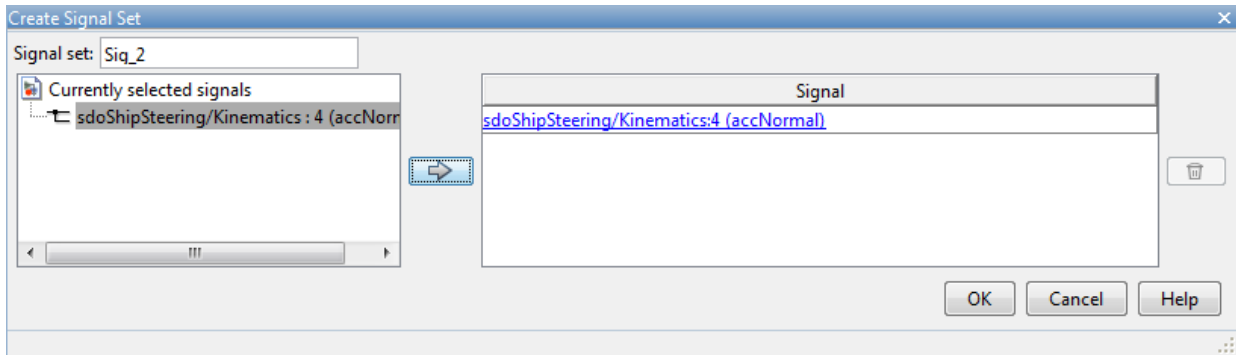 Create Signal Set
Signal set: Sig_2
Currently selected signals
sdoShipSteering/Kinematics : 4 (accNorr
Signal
sdoShipSteering/Kinematics:4 (accNormal)
OK Cancel Help